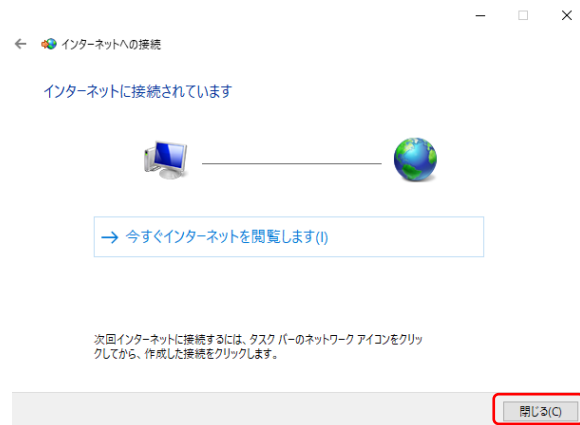 インターネットへの接続
インターネットに接続されています
→ 今すぐインターネットを閲覧します(I)
次回インターネットに接続するには、タスク バーのネットワーク アイコンをクリッ
クしてから、作成した接続をクリックします。
閉じる(C)